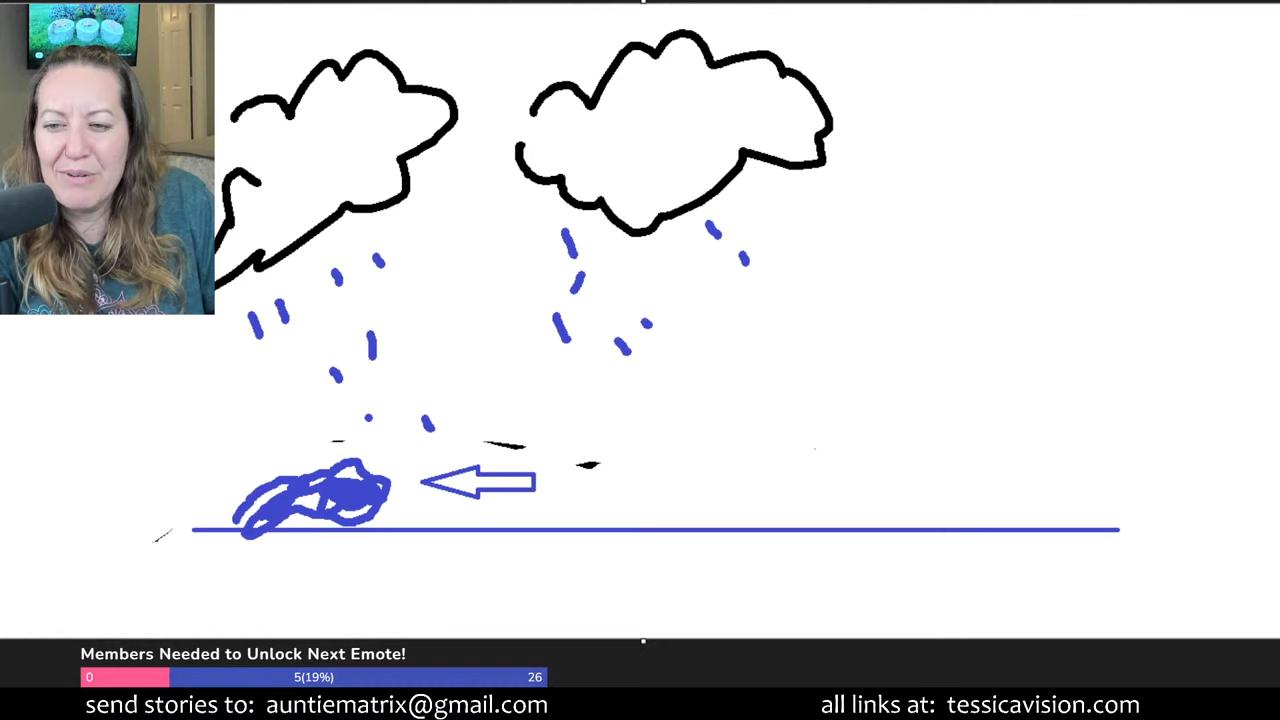 Members Needed to Unlock Next Emote!
0 5(19%) 26
send stories to: auntiematrix@gmail.com all links at: tessicavision.com